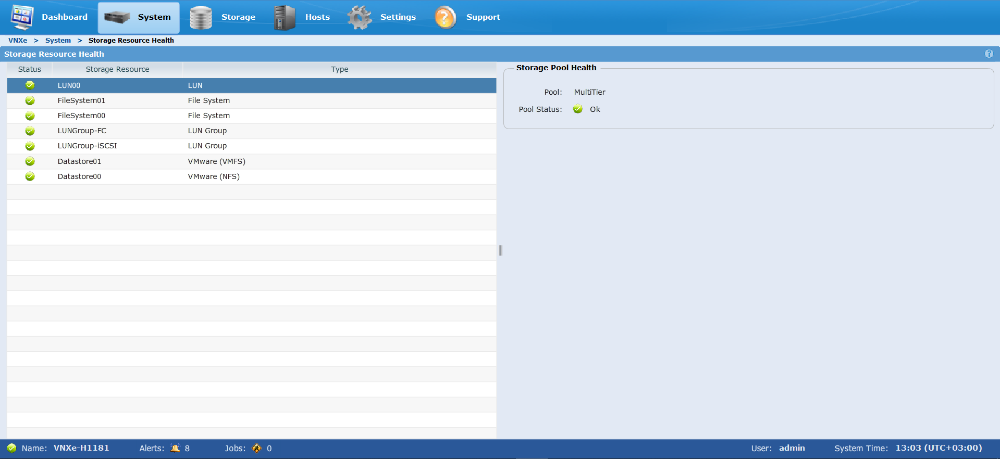 Dashboard System Storage Hosts Settings Support
VNXe > System > Storage Resource Health
Storage Resource Health
Status Storage Resource Type
LUN00 LUN
FileSystem01 File System
FileSystem00 File System
LUNGroup-FC LUN Group
LUNGroup-iSCSI LUN Group
Datastore01 VMware (VMFS)
Datastore00 VMware (NFS)
Storage Pool Health
Pool: MultiTier
Pool Status: Ok
Name: VNXe-H1181 Alerts: 8 Jobs: 0 User: admin System Time: 13:03 (UTC+03:00)